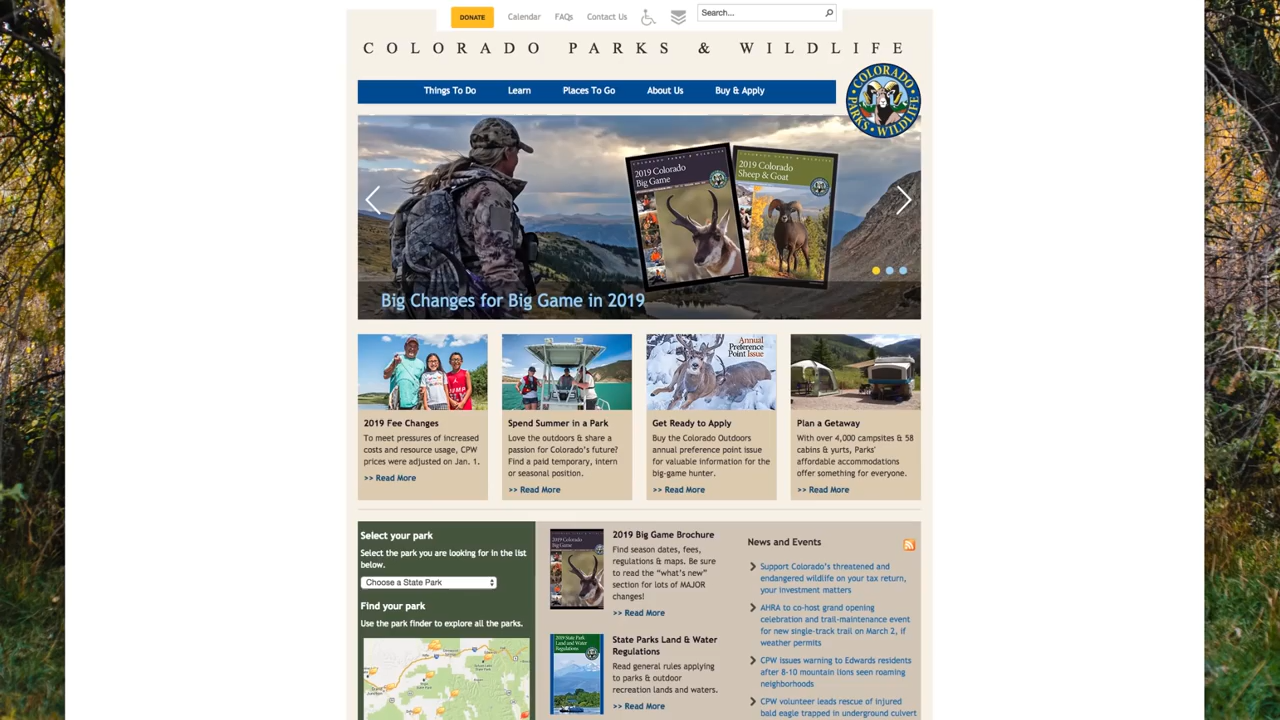 DONATE
Calendar
FAQs
Contact Us
Search...
COLORADO PARKS & WILDLIFE
Things To Do
Learn
Places To Go
About Us
Buy & Apply
COLORADO
PARKS • WILDLIFE
COLORADO PARKS & WILDLIFE
2019 Colorado
Big Game
COLORADO PARKS & WILDLIFE
2019 Colorado
Sheep & Goat
Big Changes for Big Game in 2019
2019 Fee Changes
To meet pressures of increased
costs and resource usage, CPW
prices were adjusted on Jan. 1.
>> Read More
Spend Summer in a Park
Love the outdoors & share a
passion for Colorado's future?
Find a paid temporary, intern
or seasonal position.
>> Read More
Annual
Preference
Point Issue
Get Ready to Apply
Buy the Colorado Outdoors
annual preference point issue
for valuable information for the
big-game hunter.
>> Read More
Plan a Getaway
With over 4,000 campsites & 58
cabins & yurts, Parks'
affordable accommodations
offer something for everyone.
>> Read More
Select your park
Select the park you are looking for in the list
below.
Choose a State Park
Find your park
Use the park finder to explore all the parks.
2019 Colorado
Big Game
2019 Big Game Brochure
Find season dates, fees,
regulations & maps. Be sure
to read the "what's new"
section for lots of MAJOR
changes!
>> Read More
2019 State Park
Land and Water
Regulations
State Parks Land & Water
Regulations
Read general rules applying
to parks & outdoor
recreation lands and waters.
>> Read More
News and Events
Support Colorado's threatened and
endangered wildlife on your tax return,
your investment matters
AHRA to co-host grand opening
celebration and trail-maintenance event
for new single-track trail on March 2, if
weather permits
CPW issues warning to Edwards residents
after 8-10 mountain lions seen roaming
neighborhoods
CPW volunteer leads rescue of injured
bald eagle trapped in underground culvert